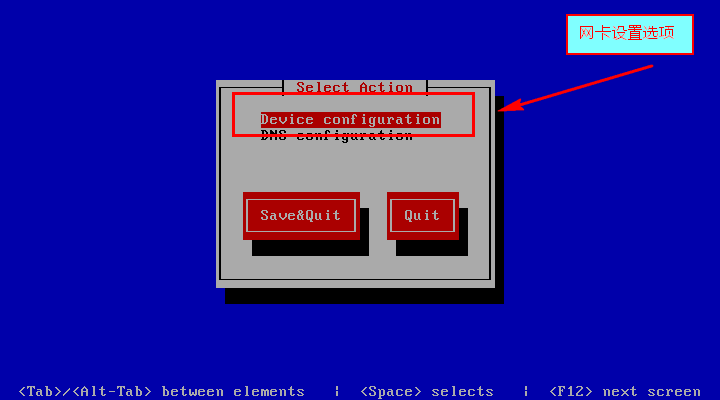 网卡设置选项
Select Action
Device configuration
DNS configuration
Save&Quit
Quit
<Tab>/<Alt-Tab> between elements | <Space> selects | <F12> next screen